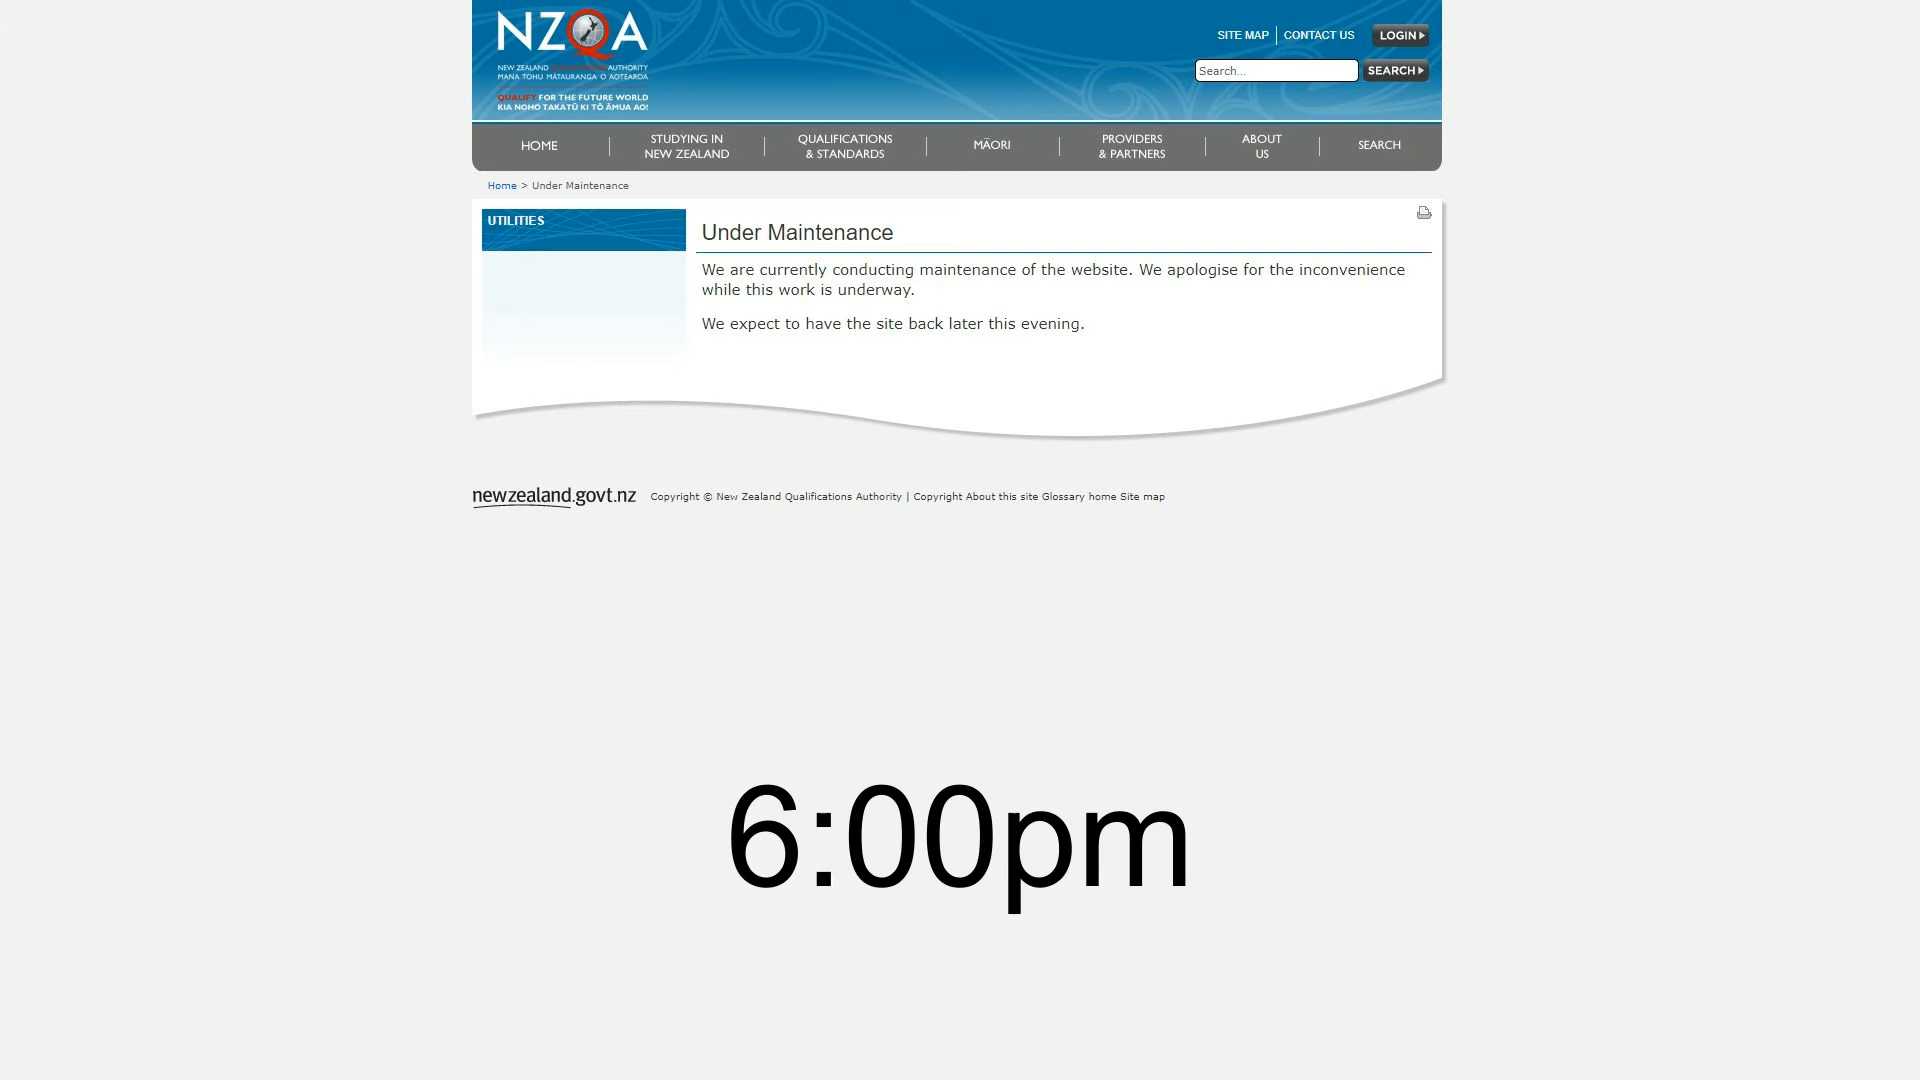 NZQA
NEW ZEALAND QUALIFICATIONS AUTHORITY
MANA TOHU MĀTAURANGA O AOTEAROA
QUALIFY FOR THE FUTURE WORLD
KIA NOHO TAKATŪ KI TŌ ĀMUA AO!
SITE MAP CONTACT US LOGIN
Search... SEARCH
HOME
STUDYING IN
NEW ZEALAND
QUALIFICATIONS
& STANDARDS
MĀORI
PROVIDERS
& PARTNERS
ABOUT
US
SEARCH
Home > Under Maintenance
UTILITIES
Under Maintenance
We are currently conducting maintenance of the website. We apologise for the inconvenience
while this work is underway.
We expect to have the site back later this evening.
newzealand.govt.nz Copyright © New Zealand Qualifications Authority | Copyright About this site Glossary home Site map
6:00pm